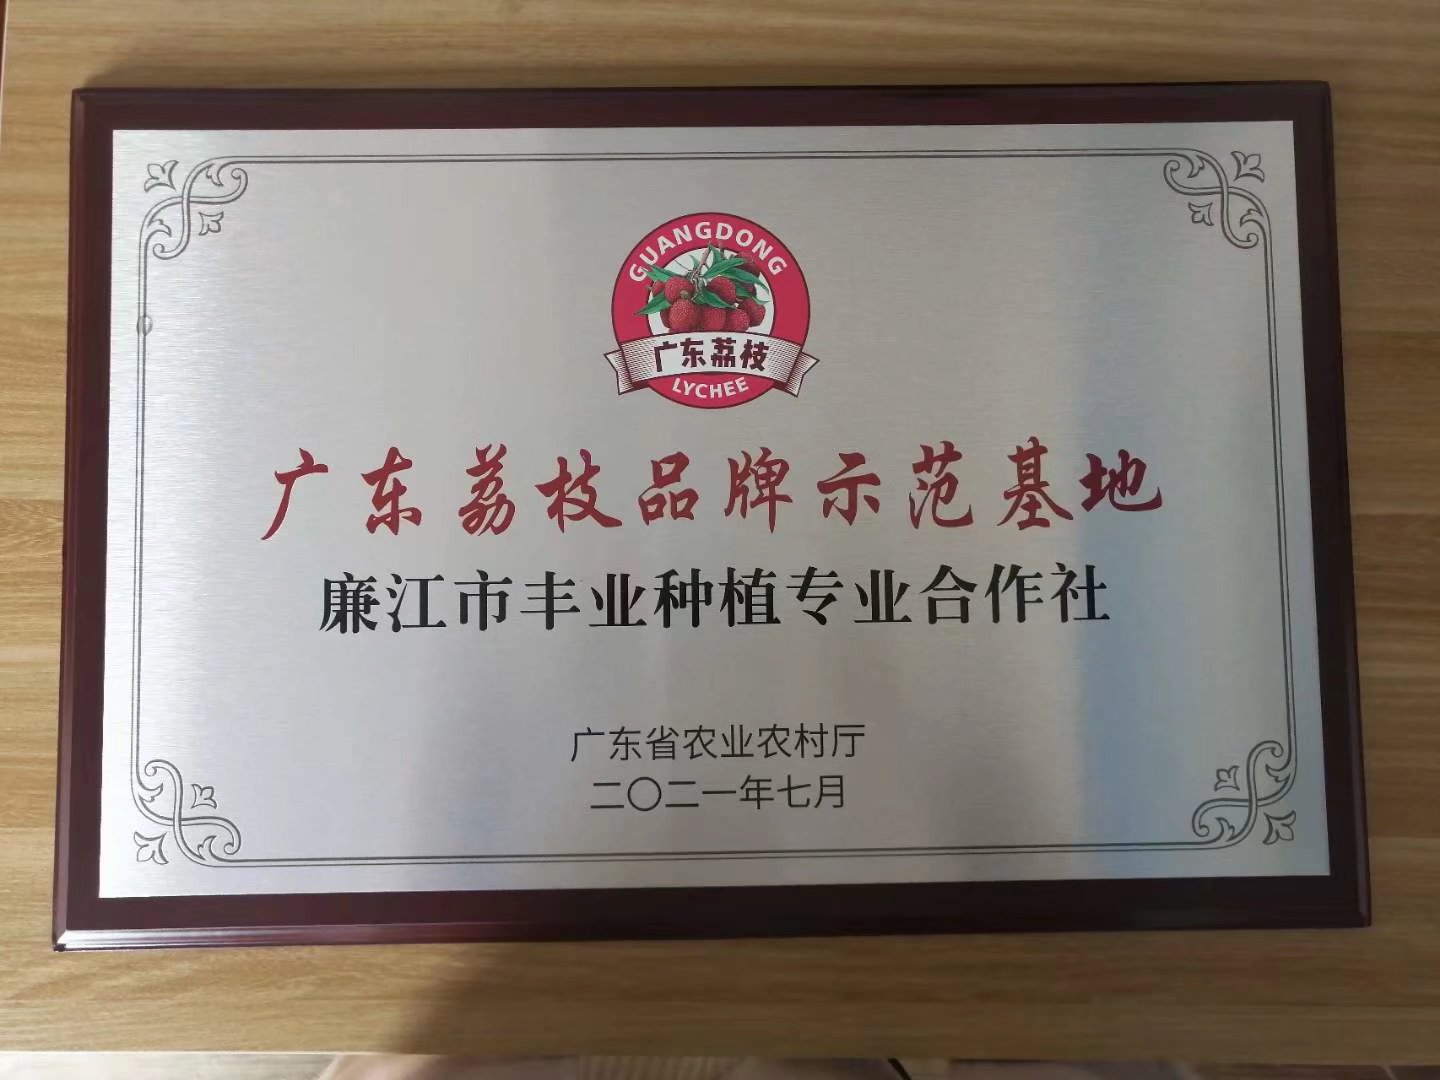 GUANGDONG
广东荔枝
LYCHEE
广东荔枝品牌示范基地
廉江市丰业种植专业合作社
广东省农业农村厅
二〇二一年七月